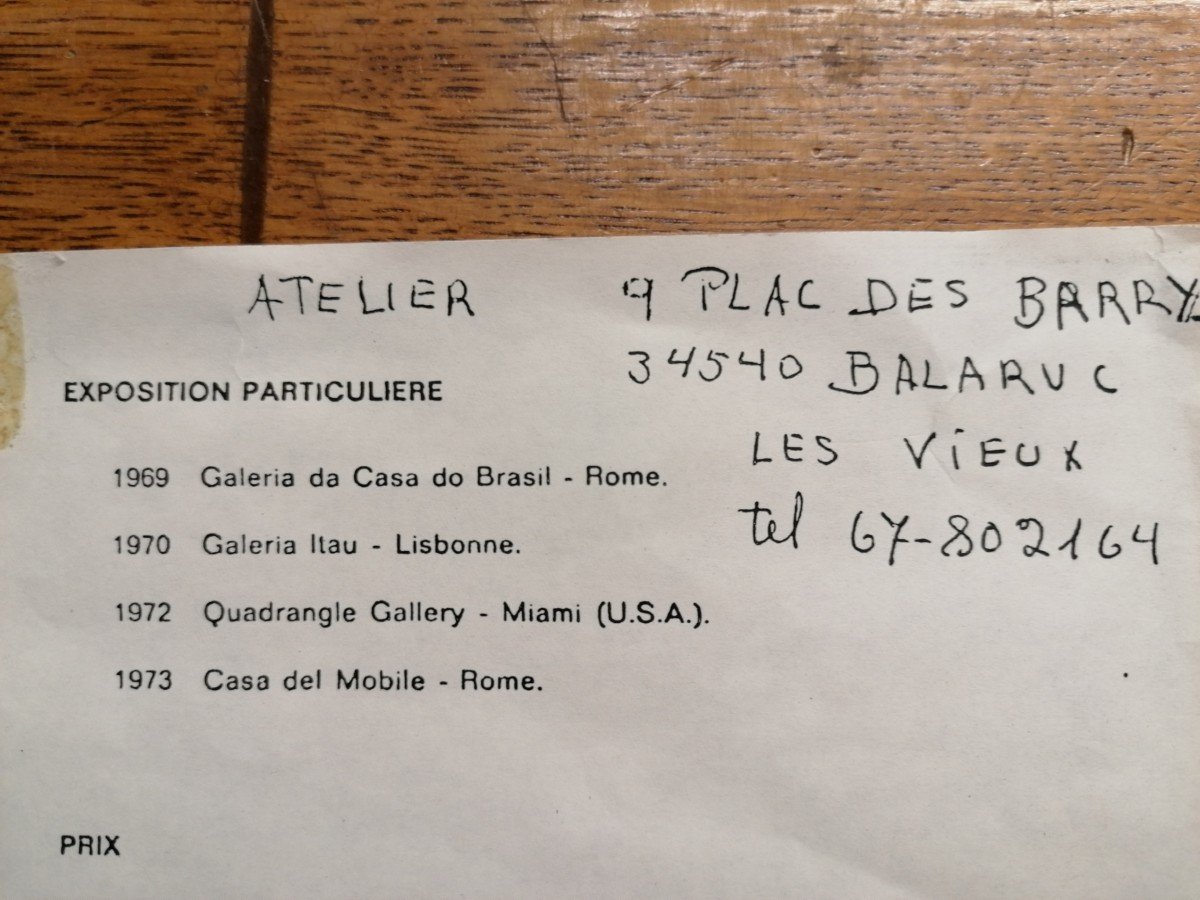 ATELIER 9 PLAC DES BARRYS
34540 BALARUC
EXPOSITION PARTICULIERE
LES VIEUX
1969 Galeria da Casa do Brasil - Rome.
tel 67-802164
1970 Galeria Itau - Lisbonne.
1972 Quadrangle Gallery - Miami (U.S.A.).
1973 Casa del Mobile - Rome.
PRIX